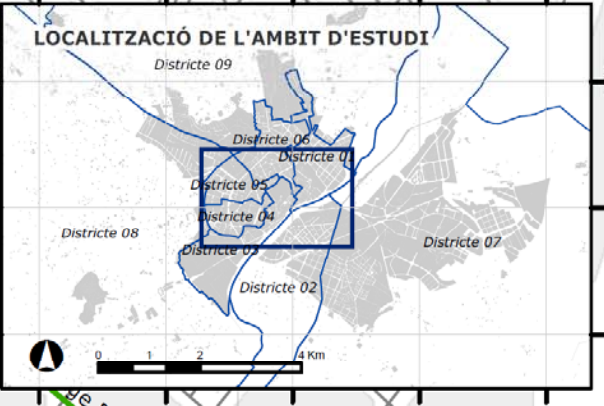 LOCALITZACIÓ DE L'AMBIT D'ESTUDI
Districte 09
Districte 06
Districte 01
Districte 05
Districte 04
Districte 08
Districte 03
Districte 07
Districte 02
0 1 2 4 Km
ge